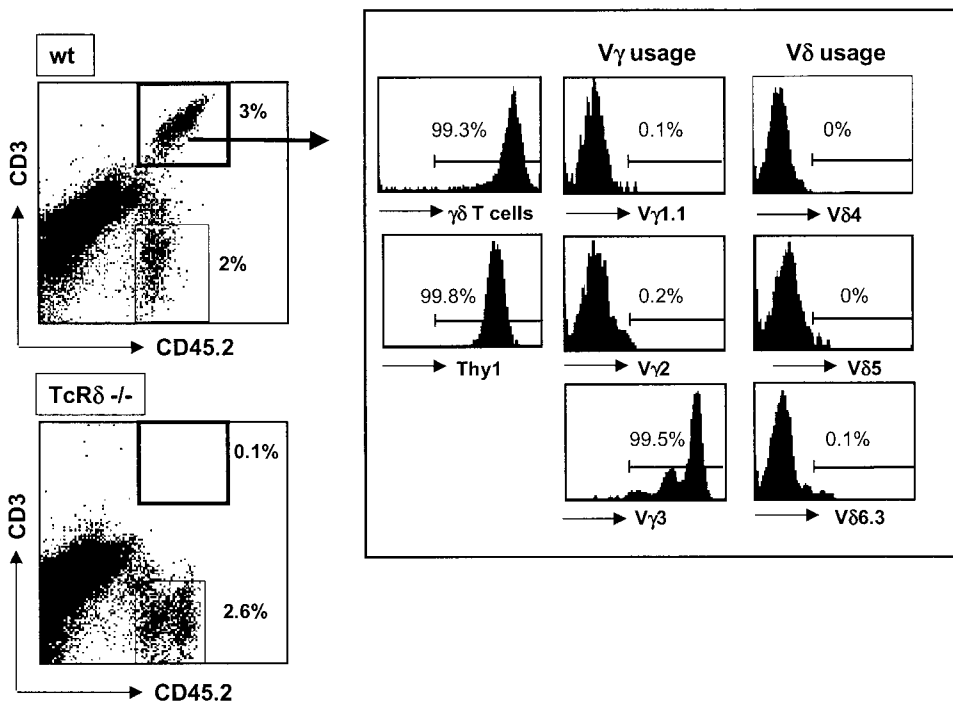 wt
3%
2%
CD3
CD45.2
TcRδ -/-
0.1%
2.6%
CD3
CD45.2
Vγ usage
Vδ usage
99.3%
0.1%
0%
γδ T cells
Vγ1.1
Vδ4
99.8%
0.2%
0%
Thy1
Vγ2
Vδ5
99.5%
0.1%
Vγ3
Vδ6.3